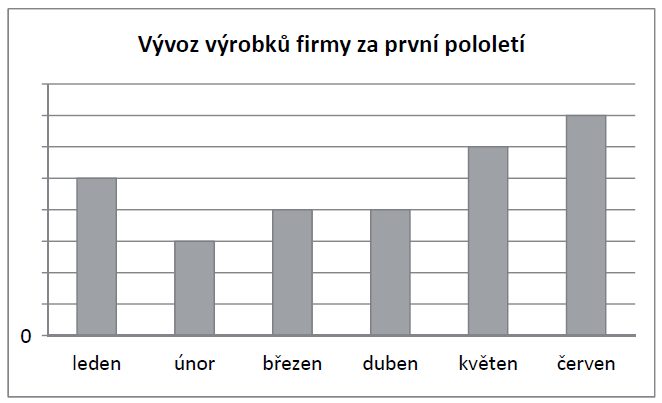 Vývoz výrobků firmy za první pololetí
0
leden únor březen duben květen červen